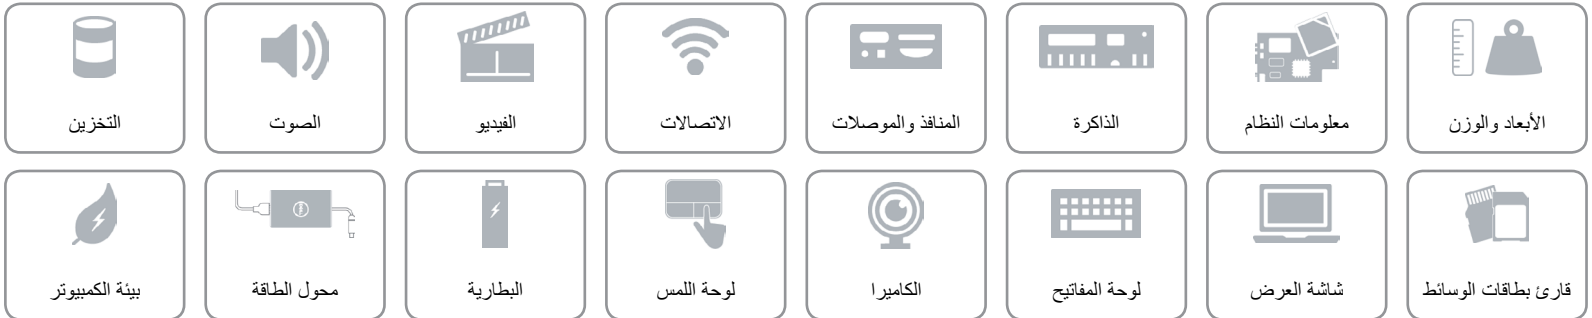 الأبعاد والوزن
معلومات النظام
الذاكرة
المنافذ والموصلات
الاتصالات
الفيديو
الصوت
التخزين
قارئ بطاقات الوسائط
شاشة العرض
لوحة المفاتيح
الكاميرا
لوحة اللمس
البطارية
محول الطاقة
بيئة الكمبيوتر